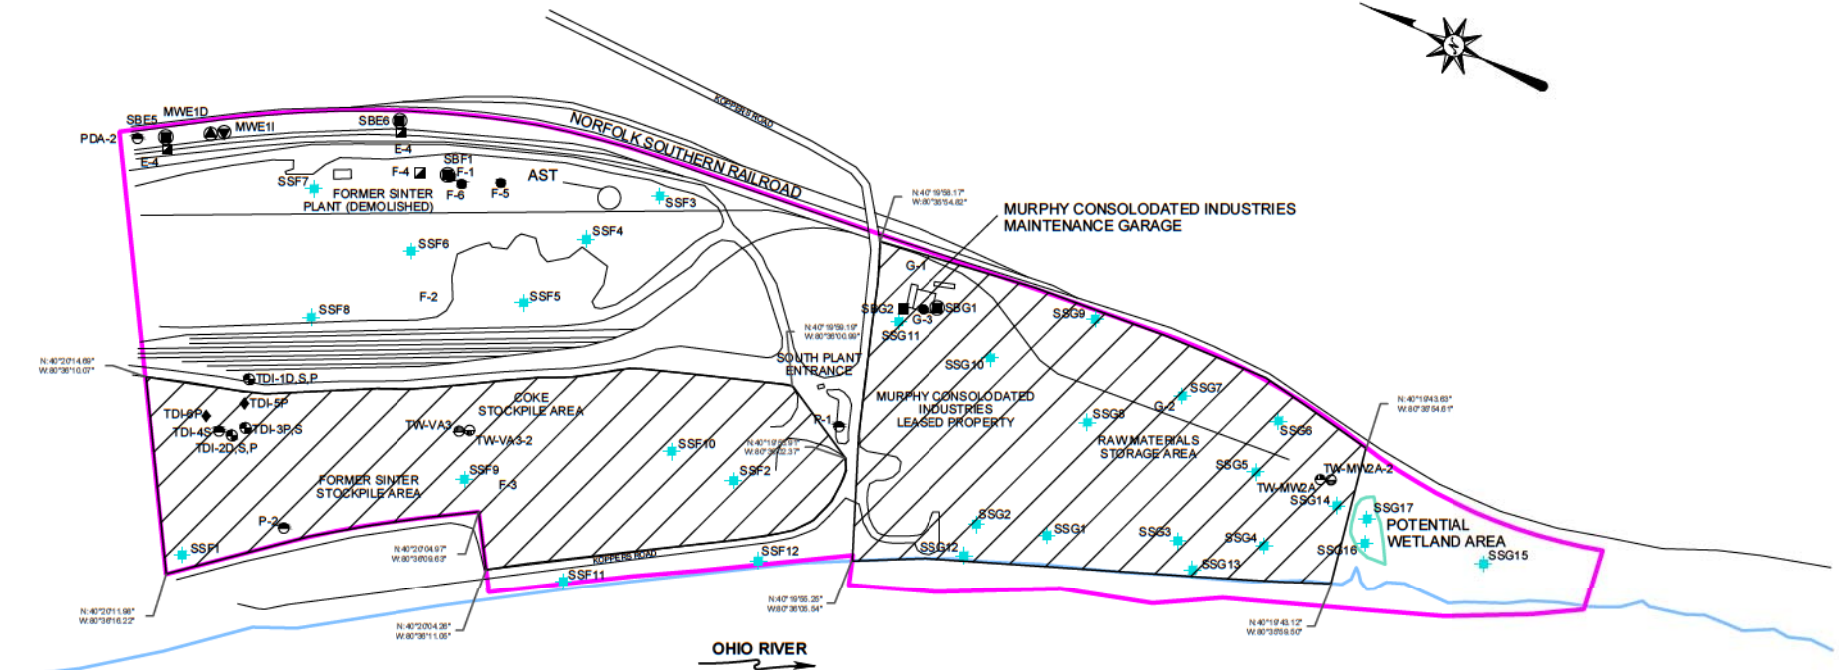 KOPPERS ROAD
MWE1D
SBE5
MWE1I
SBE6
PDA-2
E-4
E-4
NORFOLK SOUTHERN RAILROAD
SBF1
F-4
F-1
AST
SSF7
F-6
F-5
FORMER SINTER
PLANT (DEMOLISHED)
SSF3
MURPHY CONSOLODATED INDUSTRIES
MAINTENANCE GARAGE
SSF4
SSF6
G-1
F-2
SSF5
SSF8
SBG2
SBG1
G-3
SSG9
SSG11
SOUTH PLANT
ENTRANCE
SSG10
TDI-1D,S,P
COKE
STOCKPILE AREA
MURPHY CONSOLODATED
INDUSTRIES
LEASED PROPERTY
SSG7
G-2
TDI-5P
TDI-6P
TDI-4S
TDI-3P,S
TDI-2D,S,P
TW-VA3
TW-VA3-2
P-1
SSG8
SSG6
RAW MATERIALS
STORAGE AREA
SSF10
SSF9
SSF2
F-3
FORMER SINTER
STOCKPILE AREA
SSG5
TW-MW2A-2
TW-MW2A
SSG14
SSG17
POTENTIAL
WETLAND AREA
P-2
SSG2
SSG1
SSG3
SSG4
SSG16
SSG15
SSF1
KOPPERS ROAD
SSF12
SSG12
SSG13
SSF11
OHIO RIVER